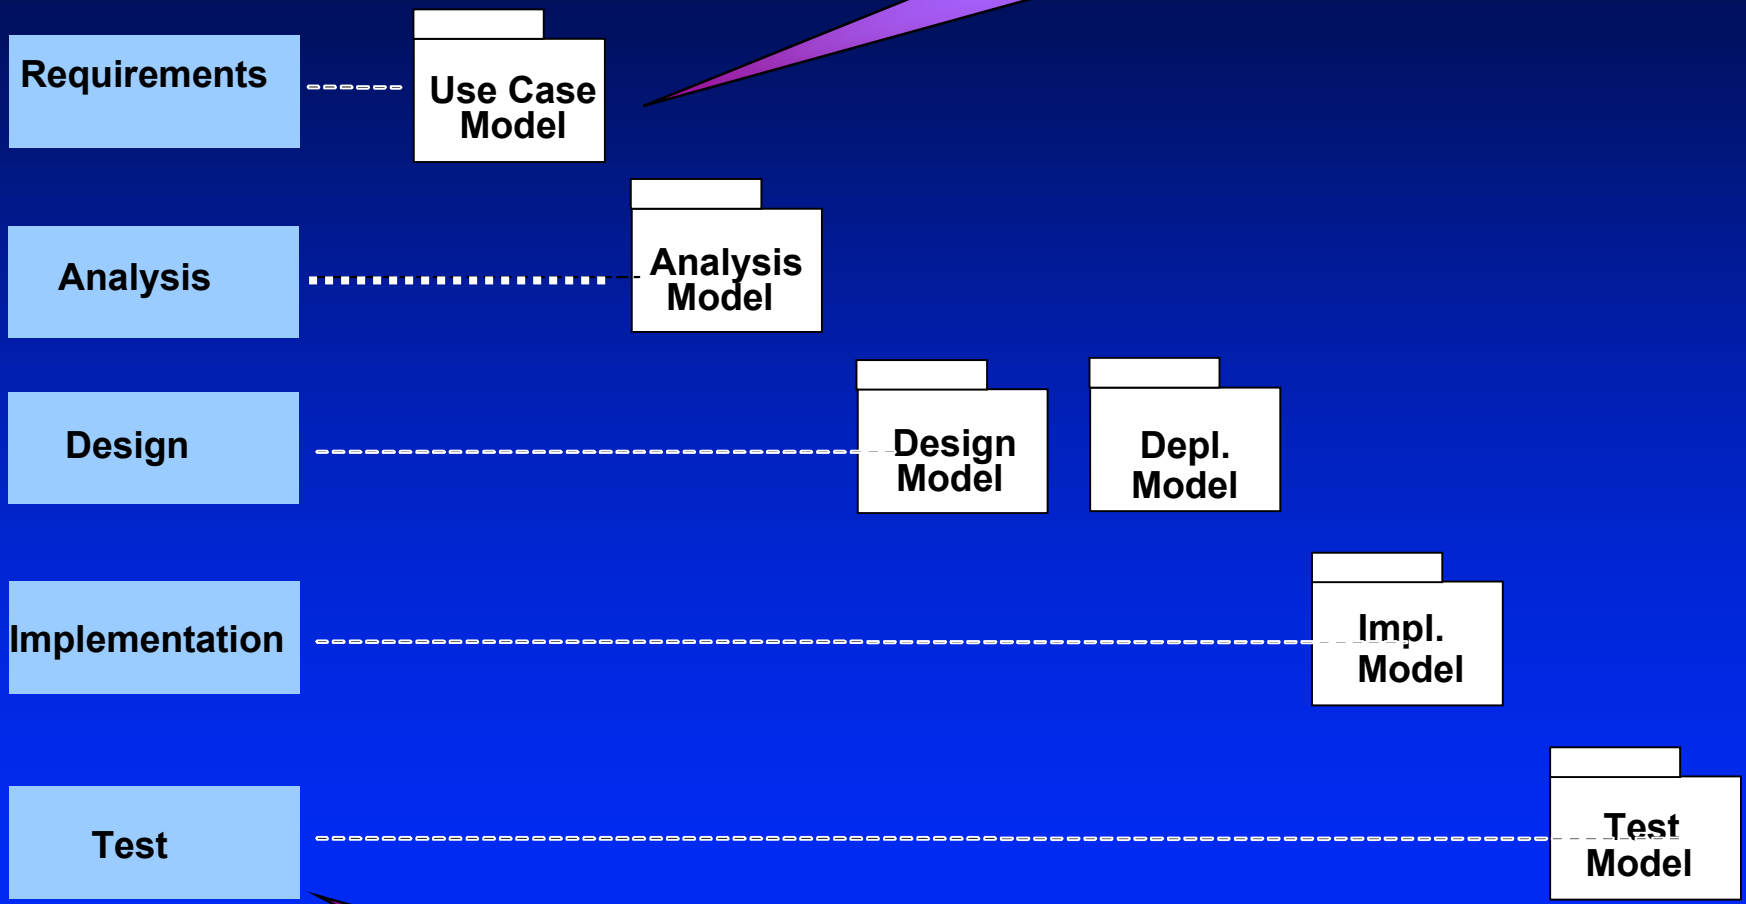 Requirements
Use Case
Model
Analysis
Analysis
Model
Design
Design
Model
Depl.
Model
Implementation
Impl.
Model
Test
Test
Model